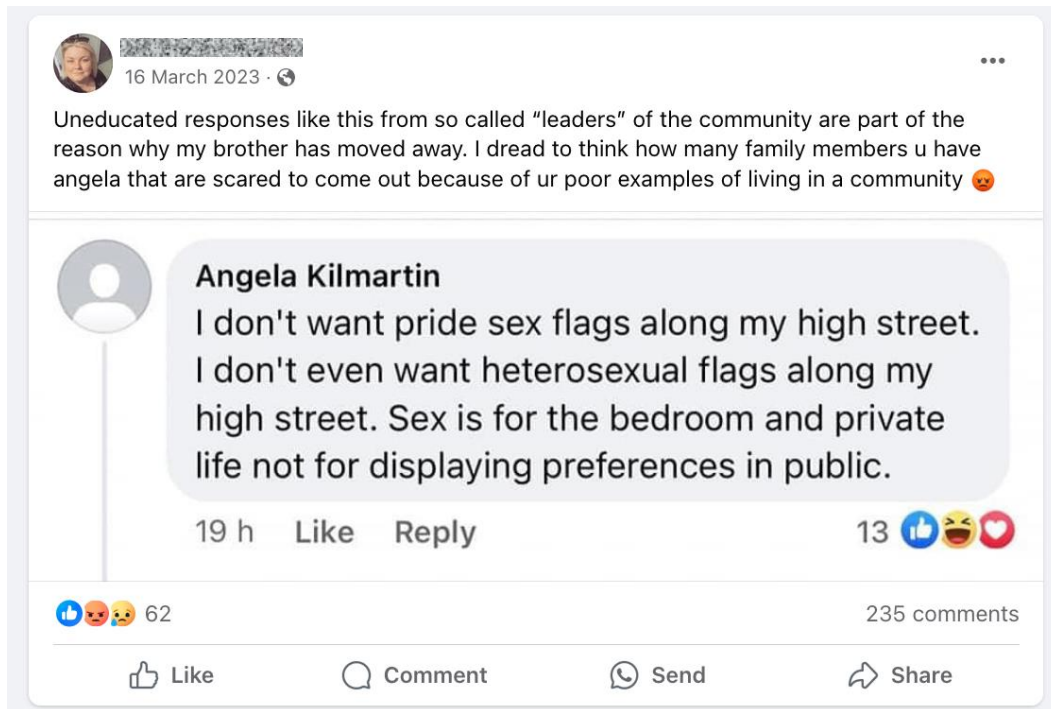 16 March 2023 ·
Uneducated responses like this from so called “leaders” of the community are part of the
reason why my brother has moved away. I dread to think how many family members u have
angela that are scared to come out because of ur poor examples of living in a community 😡
Angela Kilmartin
I don't want pride sex flags along my high street.
I don't even want heterosexual flags along my
high street. Sex is for the bedroom and private
life not for displaying preferences in public.
19 h Like Reply 13
62 235 comments
Like Comment Send Share